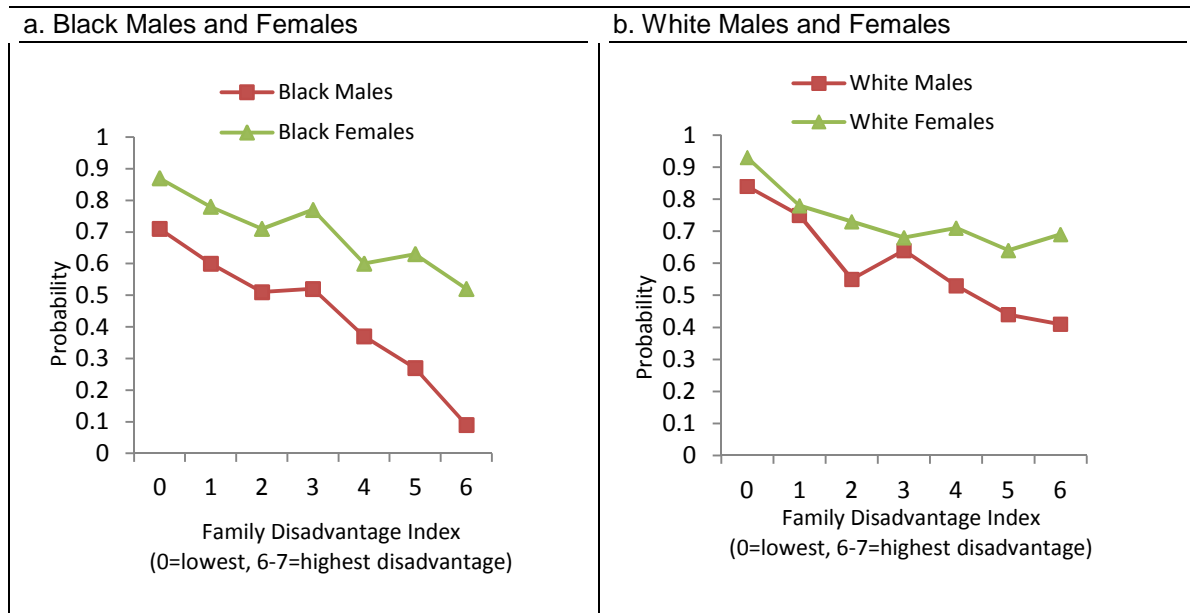 a. Black Males and Females
Black Males
Black Females
1
0.9
0.8
0.7
0.6
0.5
0.4
0.3
0.2
0.1
0
Probability
0 1 2 3 4 5 6
Family Disadvantage Index
(0=lowest, 6-7=highest disadvantage)
b. White Males and Females
White Males
White Females
1
0.9
0.8
0.7
0.6
0.5
0.4
0.3
0.2
0.1
0
Probability
0 1 2 3 4 5 6
Family Disadvantage Index
(0=lowest, 6-7=highest disadvantage)